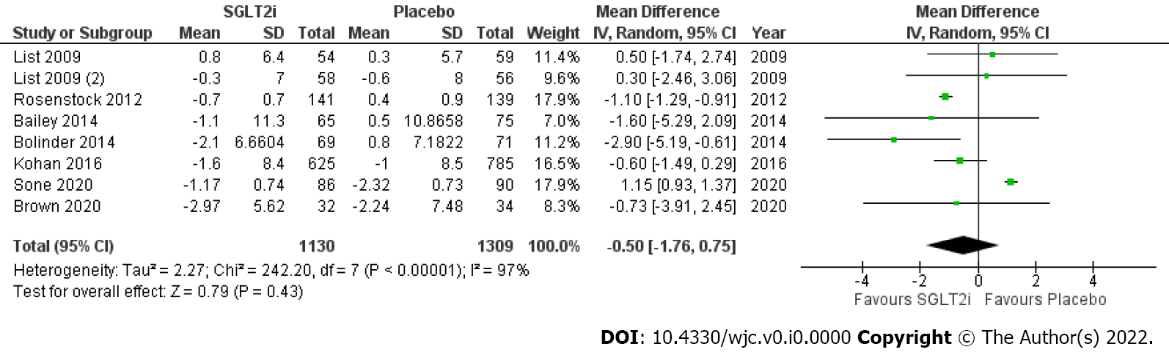 SGLT2i Placebo Mean Difference Mean Difference
Study or Subgroup Mean SD Total Mean SD Total Weight IV, Random, 95% CI Year IV, Random, 95% CI
List 2009 0.8 6.4 54 0.3 5.7 59 11.4% 0.50 [-1.74, 2.74] 2009
List 2009 (2) -0.3 7 58 -0.6 8 56 9.6% 0.30 [-2.46, 3.06] 2009
Rosenstock 2012 -0.7 0.7 141 0.4 0.9 139 17.9% -1.10 [-1.29, -0.91] 2012
Bailey 2014 -1.1 11.3 65 0.5 10.8658 75 7.0% -1.60 [-5.29, 2.09] 2014
Bolinder 2014 -2.1 6.6604 69 0.8 7.1822 71 11.2% -2.90 [-5.19, -0.61] 2014
Kohan 2016 -1.6 8.4 625 -1 8.5 785 16.5% -0.60 [-1.49, 0.29] 2016
Sone 2020 -1.17 0.74 86 -2.32 0.73 90 17.9% 1.15 [0.93, 1.37] 2020
Brown 2020 -2.97 5.62 32 -2.24 7.48 34 8.3% -0.73 [-3.91, 2.45] 2020
Total (95% CI) 1130 1309 100.0% -0.50 [-1.76, 0.75]
Heterogeneity: Tau² = 2.27; Chi² = 242.20, df = 7 (P < 0.00001); I² = 97%
Test for overall effect: Z = 0.79 (P = 0.43)
-4 -2 0 2 4
Favours SGLT2i Favours Placebo
DOI: 10.4330/wjc.v0.i0.0000 Copyright © The Author(s) 2022.